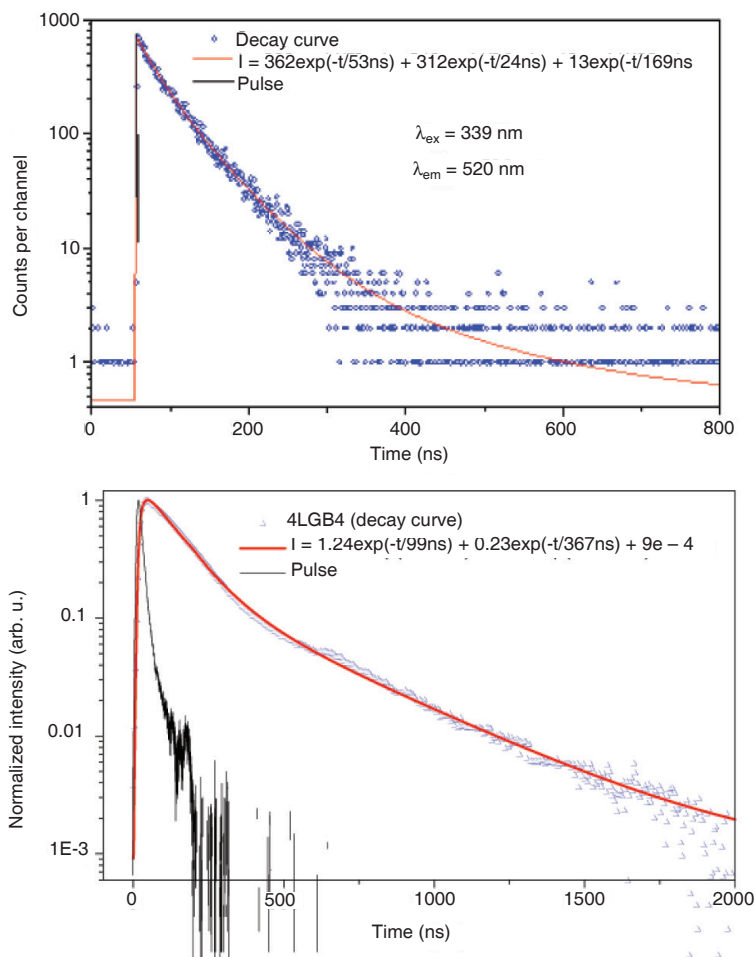 1000
100
10
1
Counts per channel
Decay curve
I = 362exp(-t/53ns) + 312exp(-t/24ns) + 13exp(-t/169ns
Pulse
λex = 339 nm
λem = 520 nm
0 200 400 600 800
Time (ns)
1
0.1
0.01
1E-3
Normalized intensity (arb. u.)
4LGB4 (decay curve)
I = 1.24exp(-t/99ns) + 0.23exp(-t/367ns) + 9e – 4
Pulse
0 500 1000 1500 2000
Time (ns)